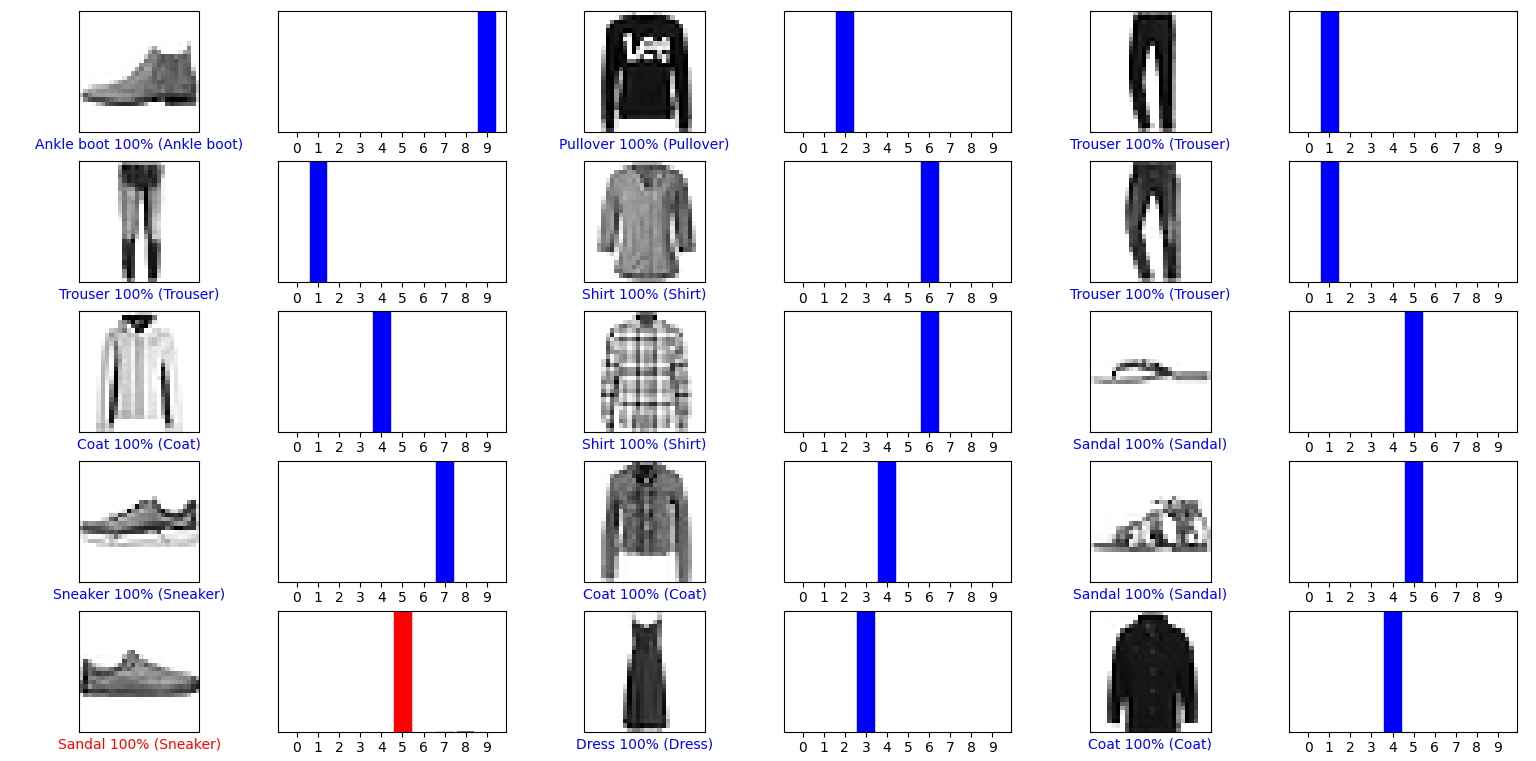 Lee
0 1 2 3 4 5 6 7 8 9
0 1 2 3 4 5 6 7 8 9
0 1 2 3 4 5 6 7 8 9
Ankle boot 100% (Ankle boot)
Pullover 100% (Pullover)
Trouser 100% (Trouser)
0 1 2 3 4 5 6 7 8 9
0 1 2 3 4 5 6 7 8 9
0 1 2 3 4 5 6 7 8 9
Trouser 100% (Trouser)
Shirt 100% (Shirt)
Trouser 100% (Trouser)
0 1 2 3 4 5 6 7 8 9
0 1 2 3 4 5 6 7 8 9
0 1 2 3 4 5 6 7 8 9
Coat 100% (Coat)
Shirt 100% (Shirt)
Sandal 100% (Sandal)
0 1 2 3 4 5 6 7 8 9
0 1 2 3 4 5 6 7 8 9
0 1 2 3 4 5 6 7 8 9
Sneaker 100% (Sneaker)
Coat 100% (Coat)
Sandal 100% (Sandal)
0 1 2 3 4 5 6 7 8 9
0 1 2 3 4 5 6 7 8 9
0 1 2 3 4 5 6 7 8 9
Sandal 100% (Sneaker)
Dress 100% (Dress)
Coat 100% (Coat)